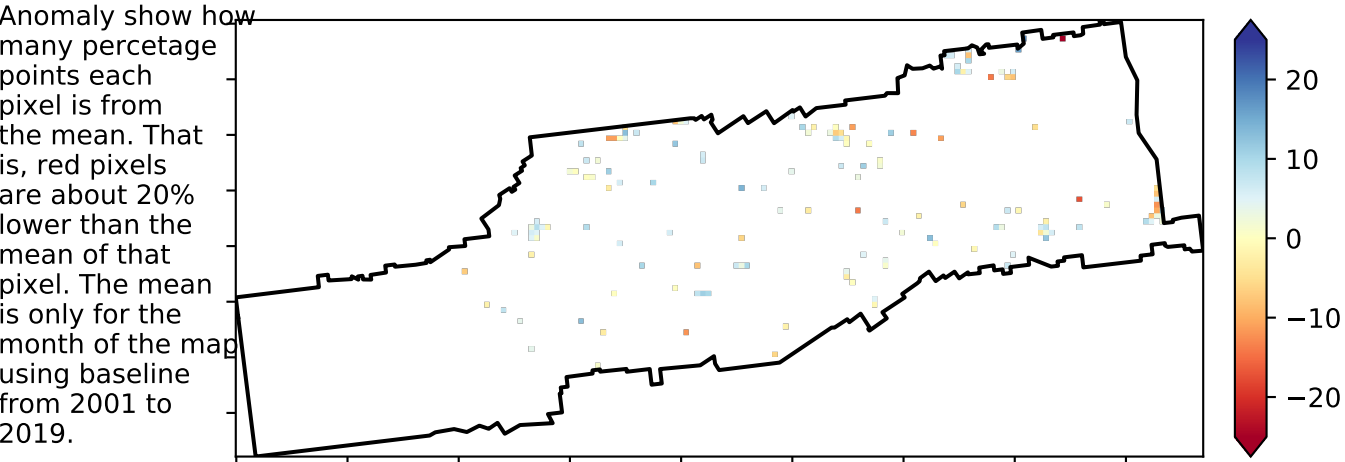 Anomaly show how
many percetage
points each
pixel is from
the mean. That
is, red pixels
are about 20%
lower than the
mean of that
pixel. The mean
is only for the
month of the map
using baseline
from 2001 to
2019.
20
10
0
−10
−20